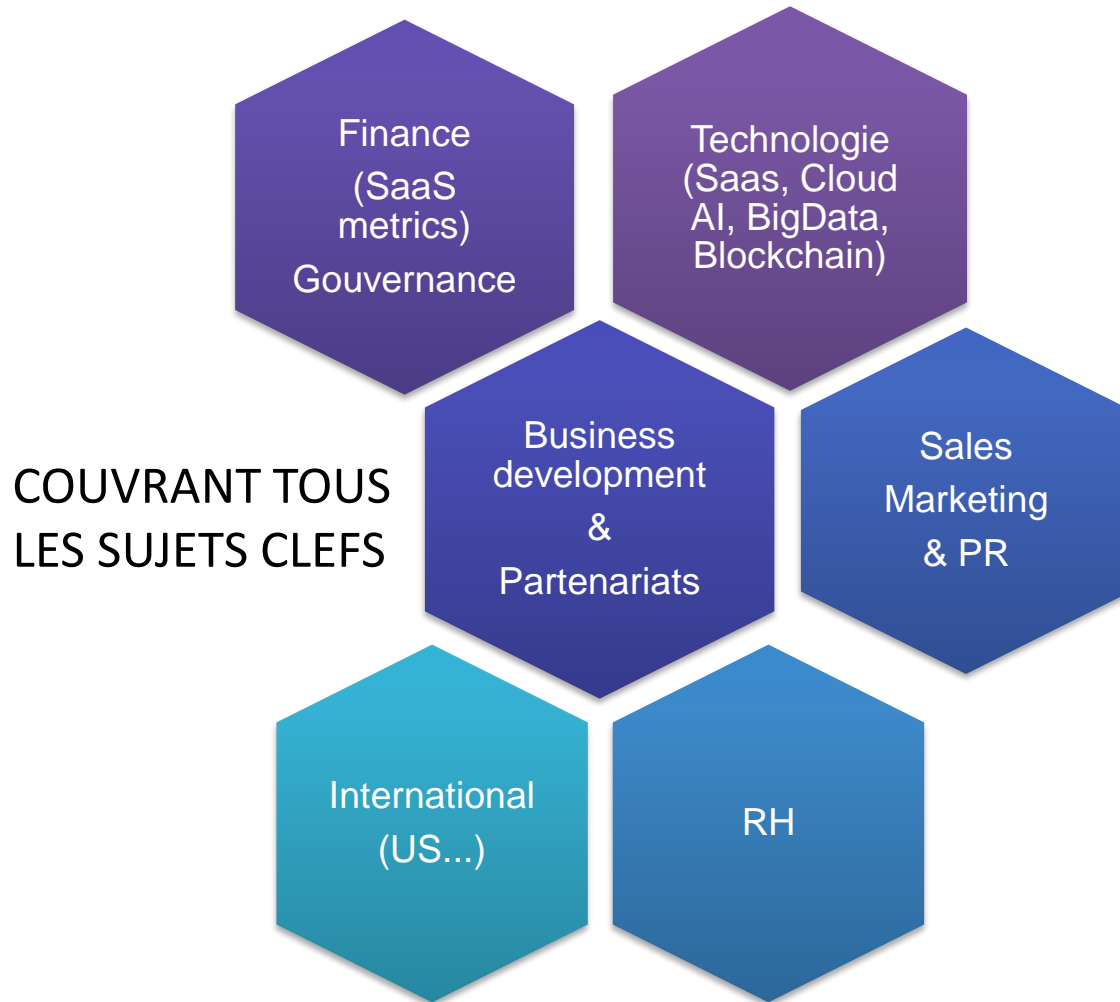 Finance
(SaaS
metrics)
Gouvernance
Technologie
(Saas, Cloud
AI, BigData,
Blockchain)
COUVRANT TOUS
LES SUJETS CLEFS
Business
development
&
Partenariats
Sales
Marketing
& PR
International
(US...)
RH